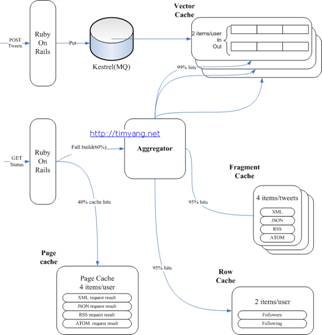 Vector
Cache
POST
Tweets
Ruby
On
Rails
Put
Kestrel(MQ)
2 items/user
In
Out
99% hits
http://timyang.net
GET
Status
Ruby
On
Rails
Full build(60%)
Aggregator
40% cache hits
95% hits
Fragment
Cache
4 items/tweets
XML
JSON
RSS
ATOM
Page
cache
Page Cache
4 items/user
XML request result
JSON request result
RSS request result
ATOM request result
95% hits
Row
Cache
2 items/user
Followers
Following